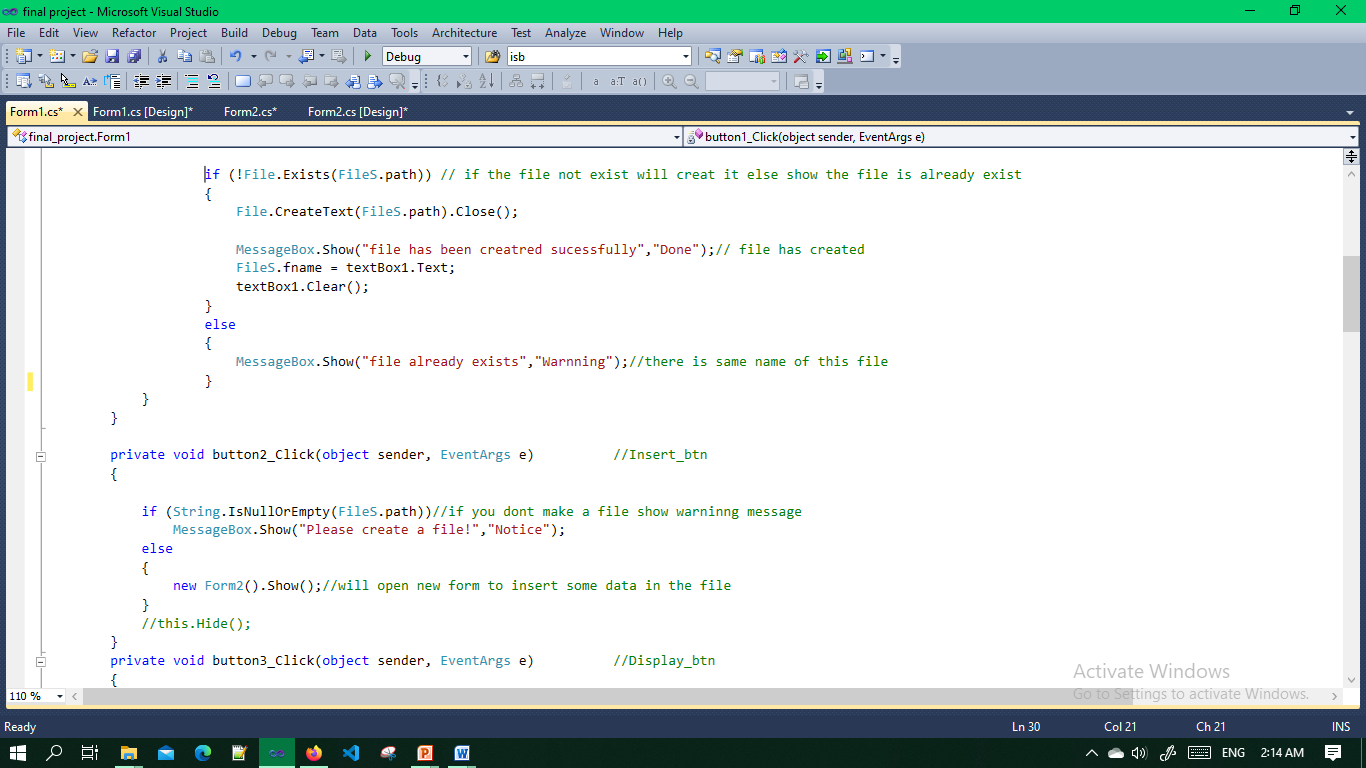 final project - Microsoft Visual Studio
File Edit View Refactor Project Build Debug Team Data Tools Architecture Test Analyze Window Help
Debug isb
Form1.cs* Form1.cs [Design]* Form2.cs* Form2.cs [Design]*
final_project.Form1 button1_Click(object sender, EventArgs e)
if (!File.Exists(FileS.path)) // if the file not exist will creat it else show the file is already exist
{
File.CreateText(FileS.path).Close();
MessageBox.Show("file has been creatred sucessfully","Done");// file has created
FileS.fname = textBox1.Text;
textBox1.Clear();
}
else
{
MessageBox.Show("file already exists","Warnning");//there is same name of this file
}
}
}
private void button2_Click(object sender, EventArgs e) //Insert_btn
{
if (String.IsNullOrEmpty(FileS.path))//if you dont make a file show warninng message
MessageBox.Show("Please create a file!","Notice");
else
{
new Form2().Show();//will open new form to insert some data in the file
}
//this.Hide();
}
private void button3_Click(object sender, EventArgs e) //Display_btn
{
Activate Windows
Go to Settings to activate Windows.
110 %
Ready Ln 30 Col 21 Ch 21 INS
ENG 2:14 AM